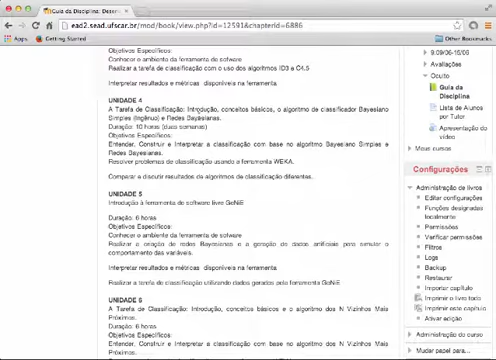 Guia da Disciplina: Desen
ead2.sead.ufscar.br/mod/book/view.php?id=12591&chapterid=6886
Apps
Getting Started
Other Bookmarks
Objetivos Específicos:
Conhecer o ambiente da ferramenta de sofware
Realizar a tarefa de classificação com o uso dos algoritmos ID3 e C4.5
Interpretar resultados e métricas disponíveis na ferramenta
UNIDADE 4
A Tarefa de Classificação: Introdução, conceitos básicos, o algoritmo de classificador Bayesiano
Simples (Ingênuo) e Redes Bayesianas.
Duração: 10 horas (duas semanas)
Objetivos Específicos:
Entender, Construir e Interpretar a classificação com base no algoritmo Bayesiano Simples e
Redes Bayesianas.
Resolver problemas de classificação usando a ferramenta WEKA.
Comparar e discutir resultados da algoritmos de classificação diferentes.
UNIDADE 5
Introdução à ferramenta de sofware livre GeNIE
Duração: 6 horas
Objetivos Específicos:
Conhecer o ambiente da ferramenta de sofware
Realizar a criação de redes Bayesianas e a geração de dados artificiais para simular o
comportamento das variáveis.
Interpretar resultados e métricas disponíveis na ferramenta
Realizar a tarefa de classificação utilizando dados gerados pela ferramenta GeNIE
UNIDADE 6
A Tarefa de Classificação: Introdução, conceitos básicos e o algoritmo dos N Vizinhos Mais
Próximos.
Duração: 6 horas
Objetivos Específicos:
Entender, Construir e Interpretar a classificação com base no algoritmo dos N Vizinhos Mais
Próximos.
9.09/06-15/06
Avaliações
Oculto
Guia da
Disciplina
Lista de Alunos
por Tutor
Apresentação do
vídeo
Meus cursos
Configurações
Administração de livros
Editar configurações
Funções designadas
localmente
Permissões
Verificar permissões
Filtros
Logs
Backup
Restaurar
Importar capítulo
Imprimir o livro todo
Imprimir este capítulo
Ativar edição
Administração do curso
Mudar papel para...